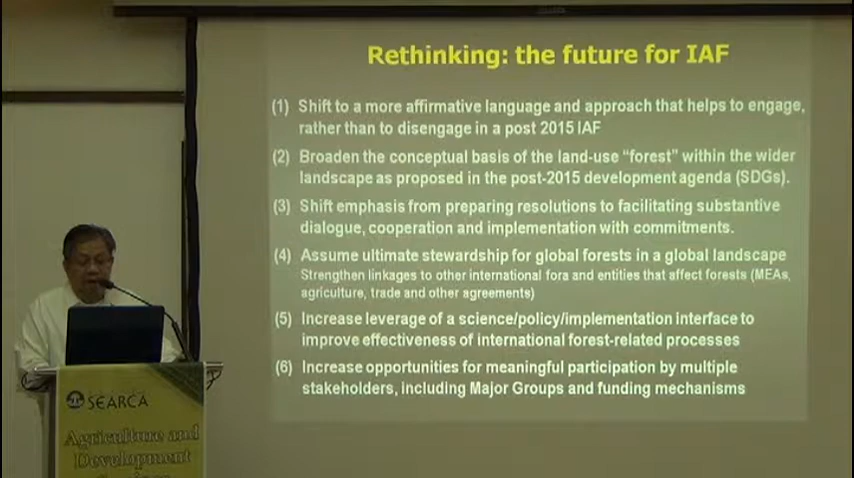 Rethinking: the future for IAF
(1) Shift to a more affirmative language and approach that helps to engage,
rather than to disengage in a post 2015 IAF
(2) Broaden the conceptual basis of the land-use “forest” within the wider
landscape as proposed in the post-2015 development agenda (SDGs).
(3) Shift emphasis from preparing resolutions to facilitating substantive
dialogue, cooperation and implementation with commitments.
(4) Assume ultimate stewardship for global forests in a global landscape
Strengthen linkages to other international fora and entities that affect forests (MEAs,
agriculture, trade and other agreements)
(5) Increase leverage of a science/policy/implementation interface to
improve effectiveness of international forest-related processes
(6) Increase opportunities for meaningful participation by multiple
stakeholders, including Major Groups and funding mechanisms
SEARCA
Agriculture and
Development